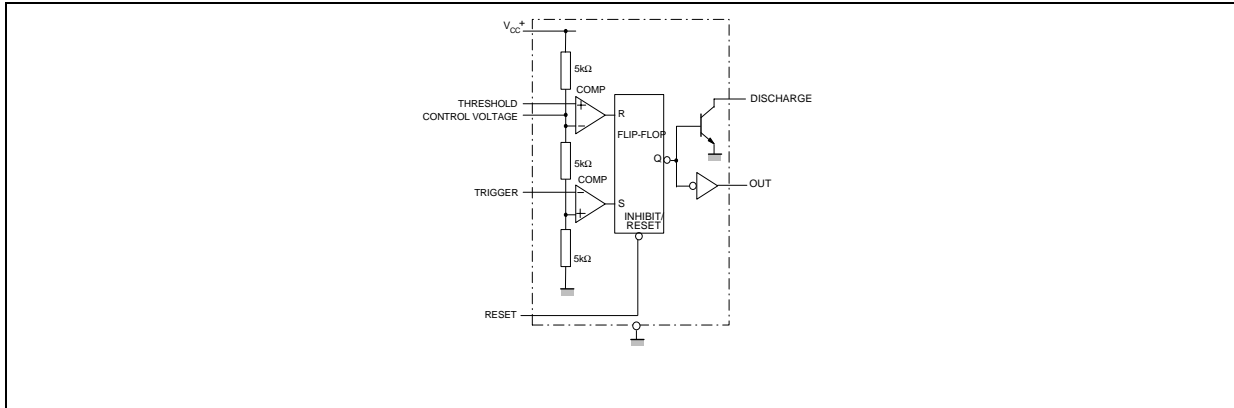 VCC+
5kΩ
COMP
THRESHOLD
CONTROL VOLTAGE
+
−
R
FLIP-FLOP
DISCHARGE
5kΩ
Q
COMP
TRIGGER
−
+
S
OUT
INHIBIT/
RESET
5kΩ
RESET